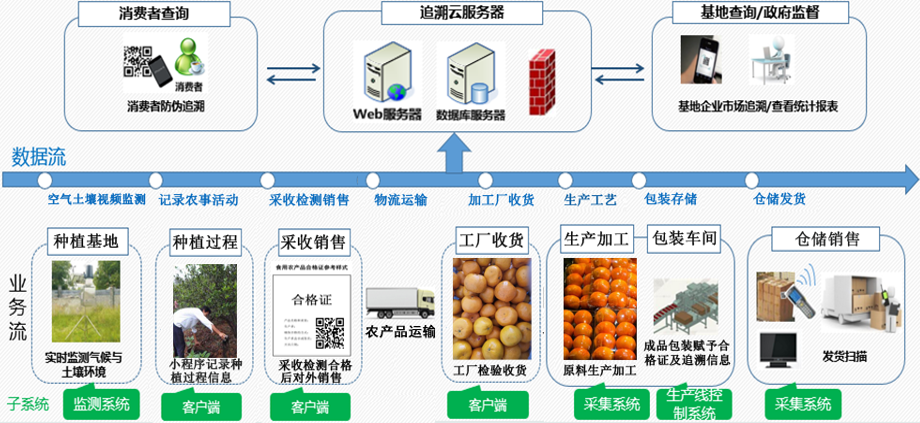 消费者查询
追溯云服务器
基地查询/政府监督
消费者
消费者防伪追溯
Web服务器
数据库服务器
基地企业市场追溯/查看统计报表
数据流
空气土壤视频监测
记录农事活动
采收检测销售
物流运输
加工厂收货
生产工艺
包装存储
仓储发货
业务流
种植基地
种植过程
采收销售
工厂收货
生产加工
包装车间
仓储销售
食用农产品合格证参考样式
合格证
农产品运输
实时监测气候与
土壤环境
小程序记录种
植过程信息
采收检测合格
后对外销售
工厂检验收货
原料生产加工
成品包装赋予合
格证及追溯信息
发货扫描
子系统
监测系统
客户端
客户端
客户端
采集系统
生产线控
制系统
采集系统